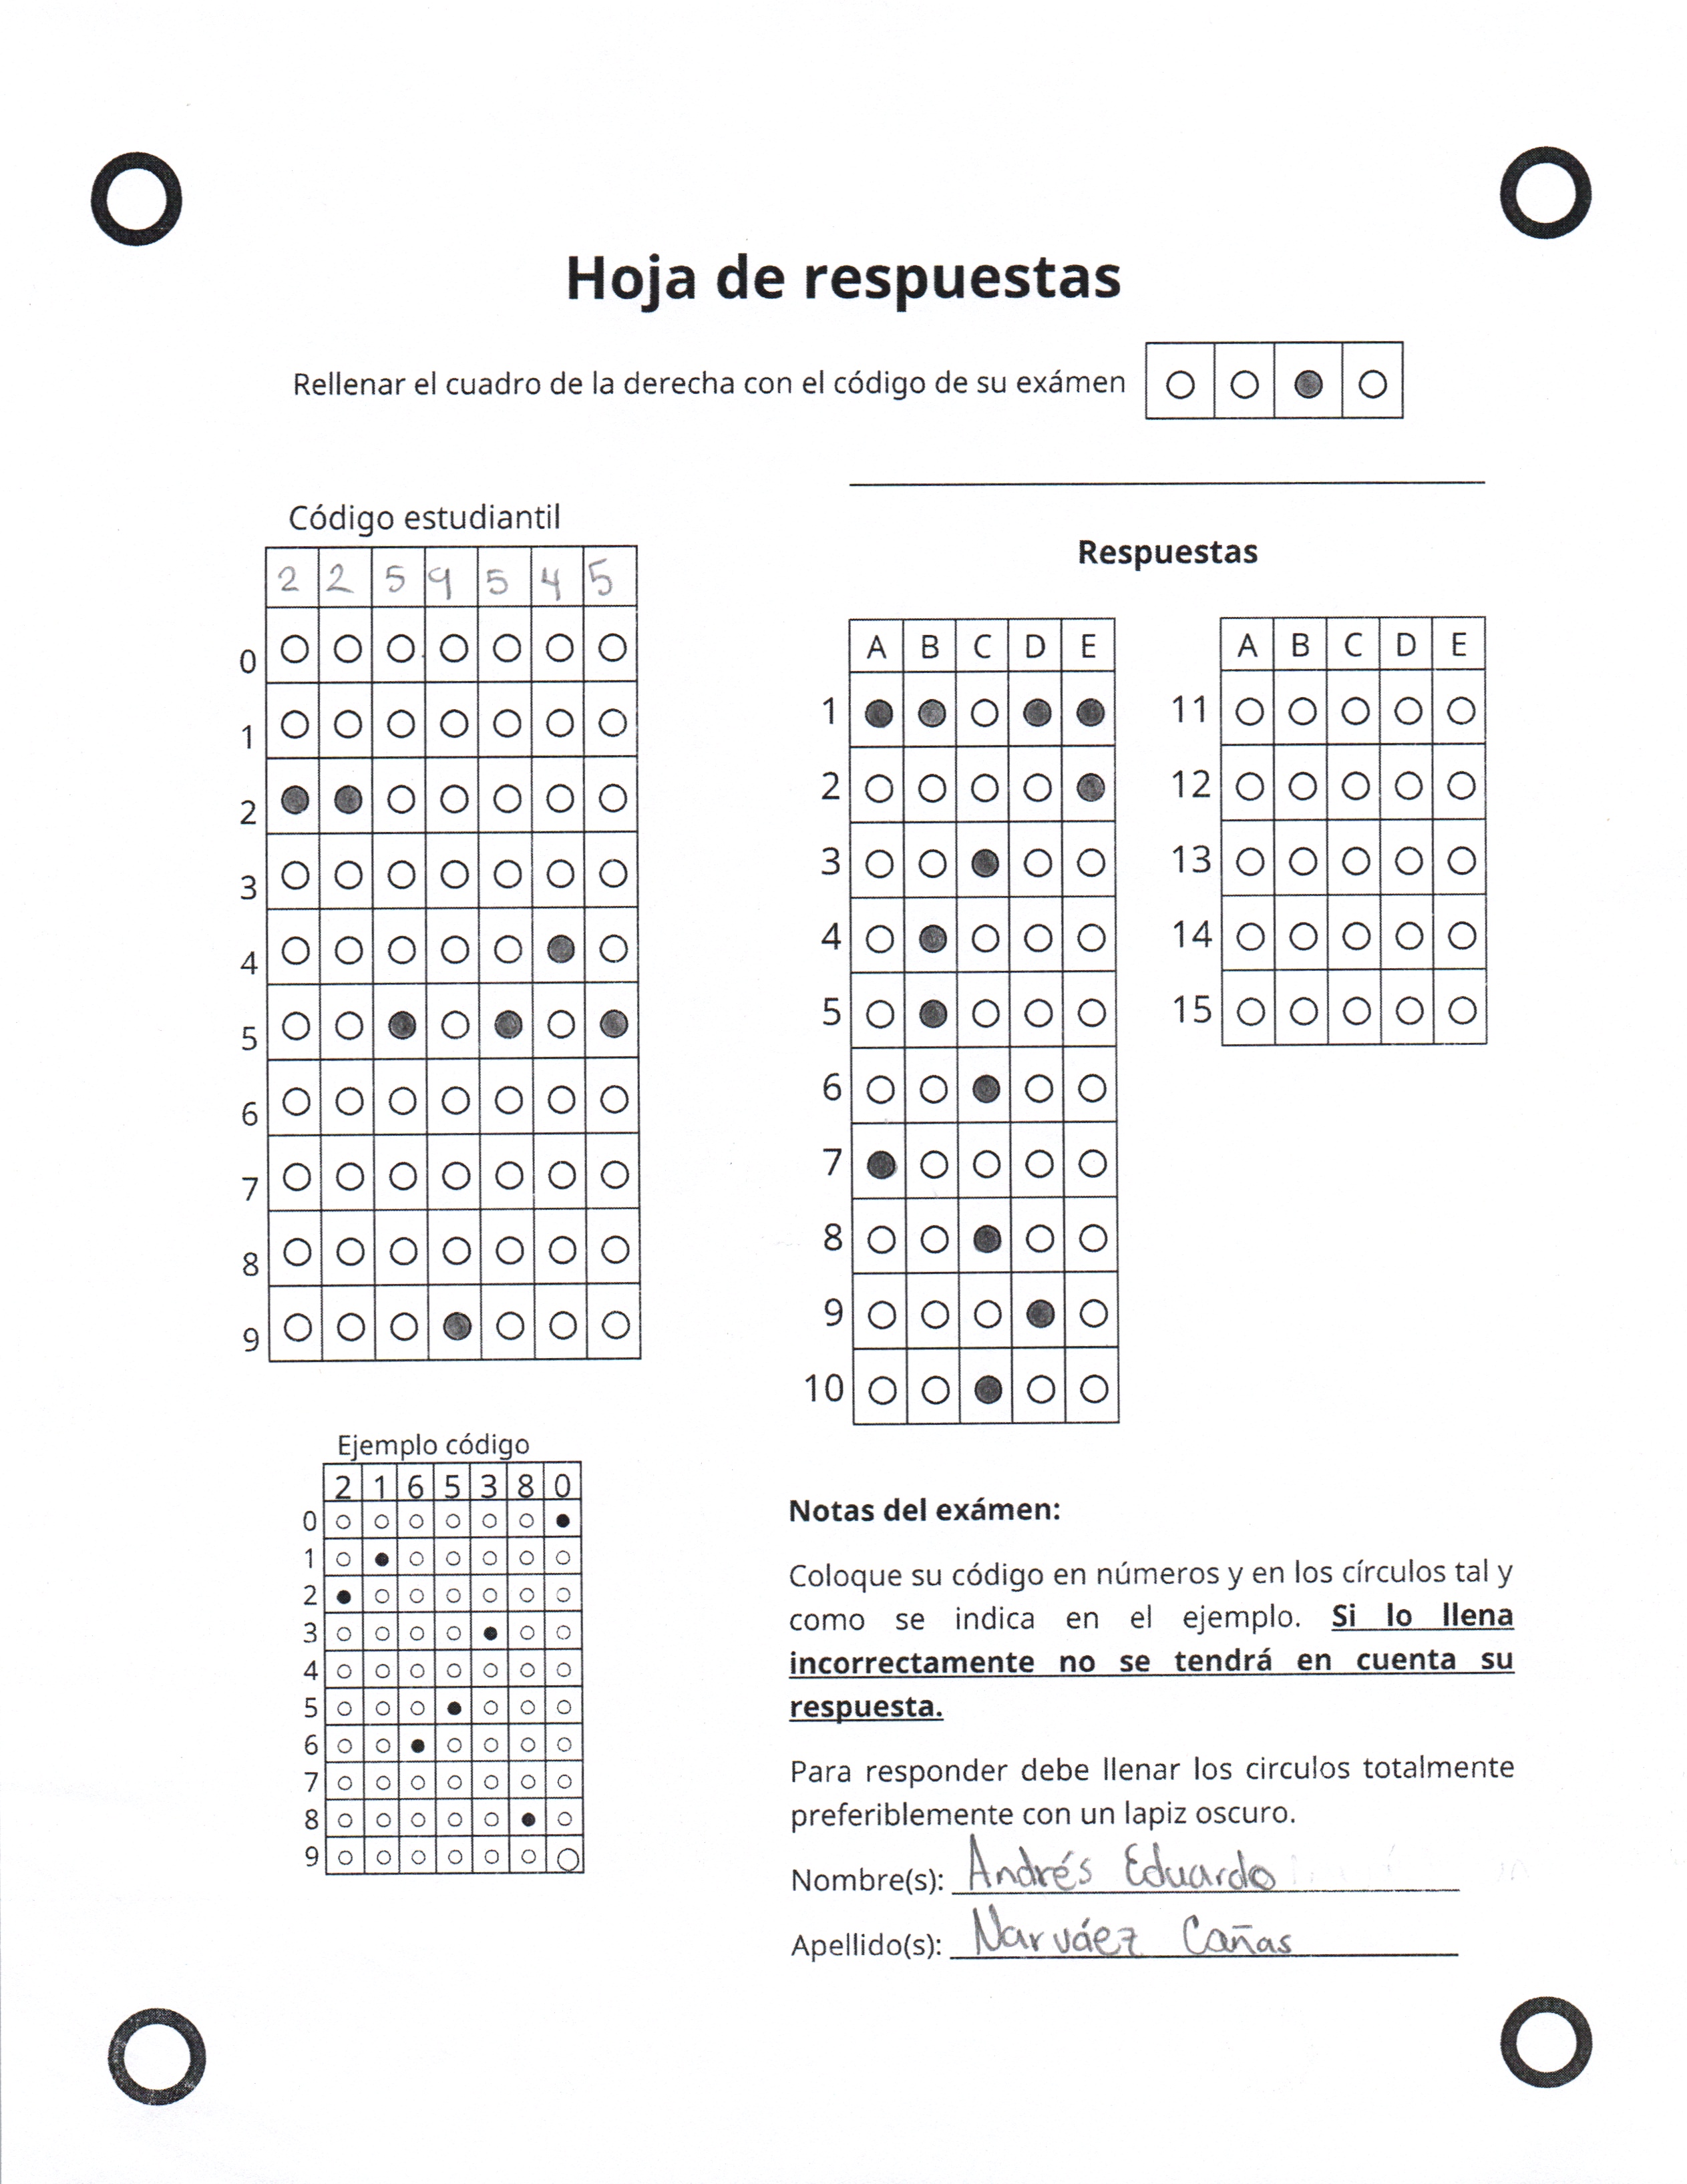 Hoja de respuestas
Rellenar el cuadro de la derecha con el código de su exámen
Código estudiantil
2 2 5 9 5 4 5
0
1
2
3
4
5
6
7
8
9
Respuestas
A B C D E
1
2
3
4
5
6
7
8
9
10
A B C D E
11
12
13
14
15
Ejemplo código
2 1 6 5 3 8 0
0
1
2
3
4
5
6
7
8
9
Notas del exámen:
Coloque su código en números y en los círculos tal y
como se indica en el ejemplo. Si lo llena
incorrectamente no se tendrá en cuenta su
respuesta.
Para responder debe llenar los circulos totalmente
preferiblemente con un lapiz oscuro.
Nombre(s): Andrés Eduardo
Apellido(s): Narváez Cañas